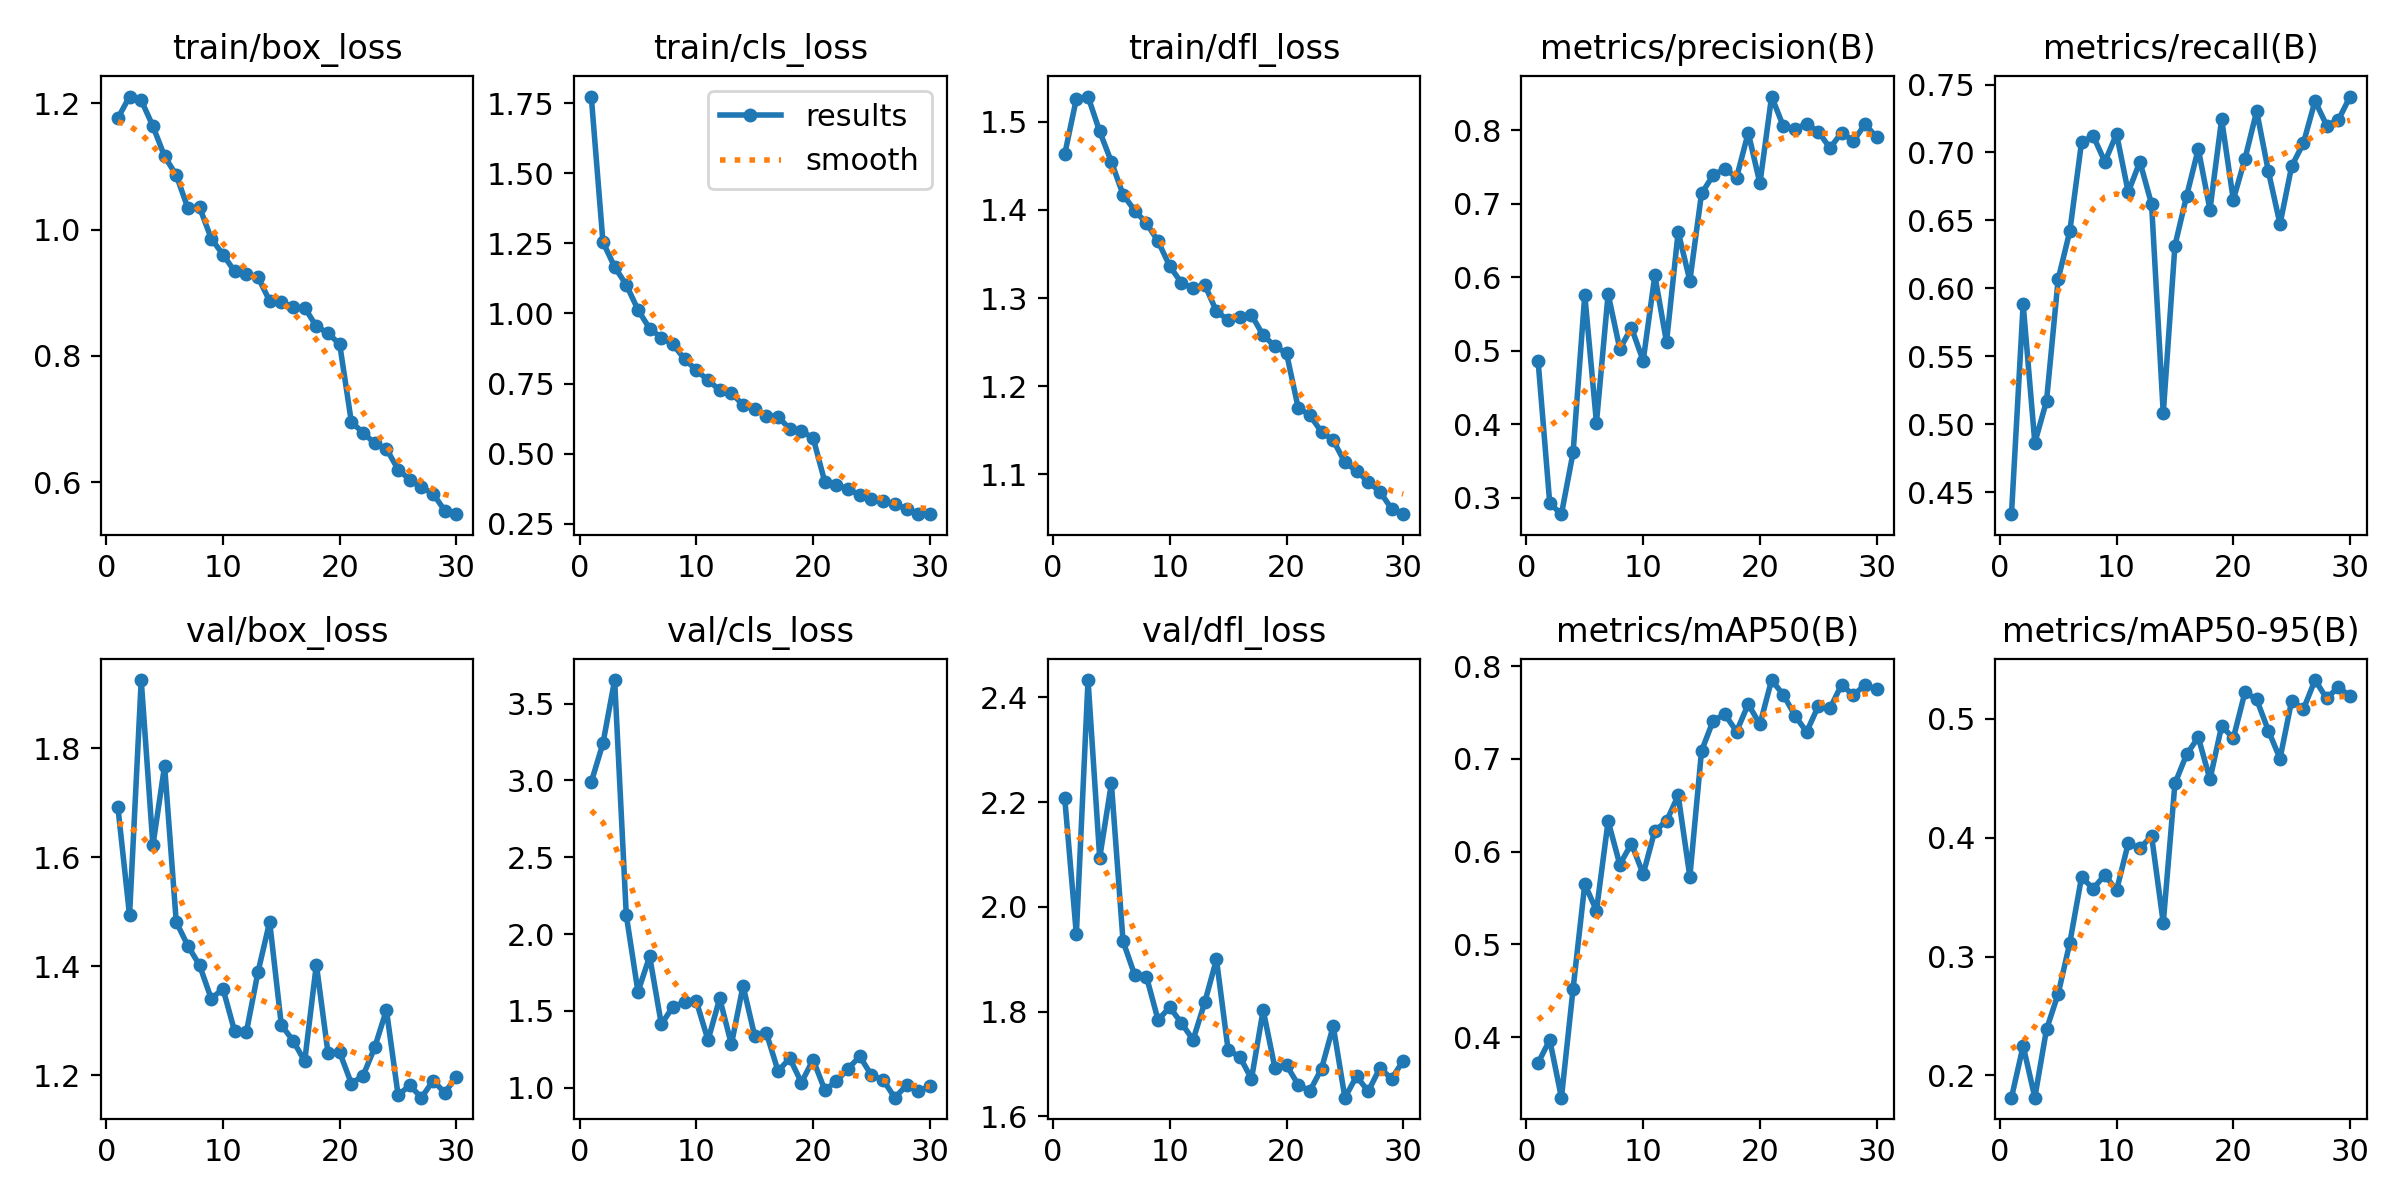 train/box_loss
1.2
1.0
0.8
0.6
0 10 20 30
train/cls_loss
results
smooth
1.75
1.50
1.25
1.00
0.75
0.50
0.25
0 10 20 30
train/dfl_loss
1.5
1.4
1.3
1.2
1.1
0 10 20 30
metrics/precision(B)
0.8
0.7
0.6
0.5
0.4
0.3
0 10 20 30
metrics/recall(B)
0.75
0.70
0.65
0.60
0.55
0.50
0.45
0 10 20 30
val/box_loss
1.8
1.6
1.4
1.2
0 10 20 30
val/cls_loss
3.5
3.0
2.5
2.0
1.5
1.0
0 10 20 30
val/dfl_loss
2.4
2.2
2.0
1.8
1.6
0 10 20 30
metrics/mAP50(B)
0.8
0.7
0.6
0.5
0.4
0 10 20 30
metrics/mAP50-95(B)
0.5
0.4
0.3
0.2
0 10 20 30